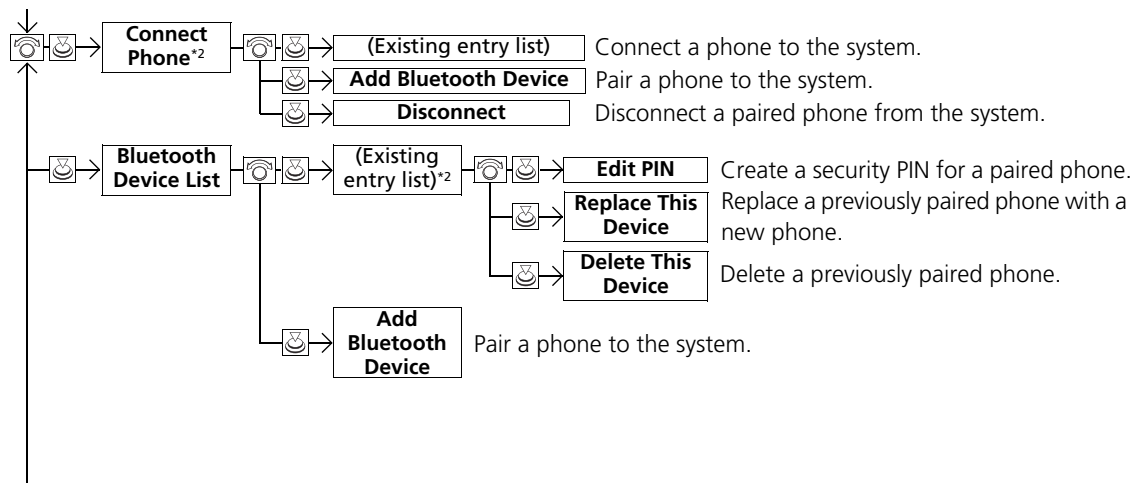 Connect
Phone*2
(Existing entry list)
Connect a phone to the system.
Add Bluetooth Device
Pair a phone to the system.
Disconnect
Disconnect a paired phone from the system.
Bluetooth
Device List
(Existing
entry list)*2
Edit PIN
Create a security PIN for a paired phone.
Replace This
Device
Replace a previously paired phone with a
new phone.
Delete This
Device
Delete a previously paired phone.
Add
Bluetooth
Device
Pair a phone to the system.